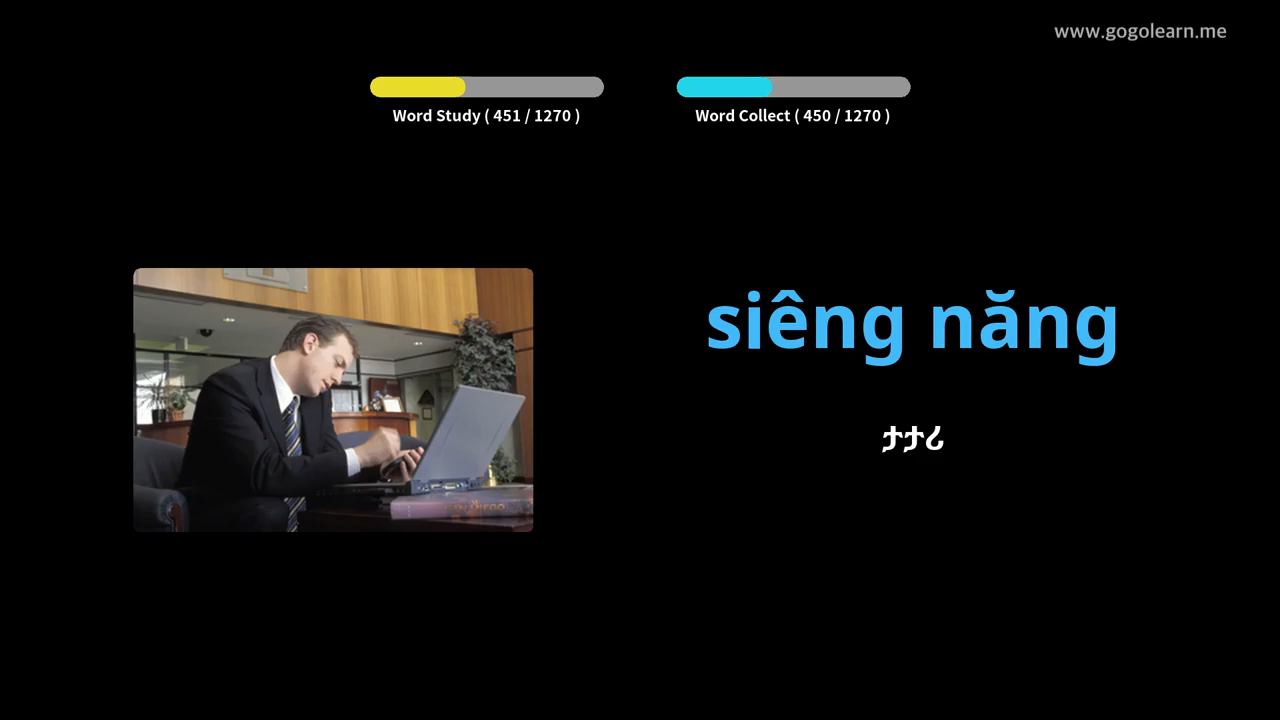 www.gogolearn.me
Word Study ( 451 / 1270 )
Word Collect ( 450 / 1270 )
siêng năng
ታታሪ